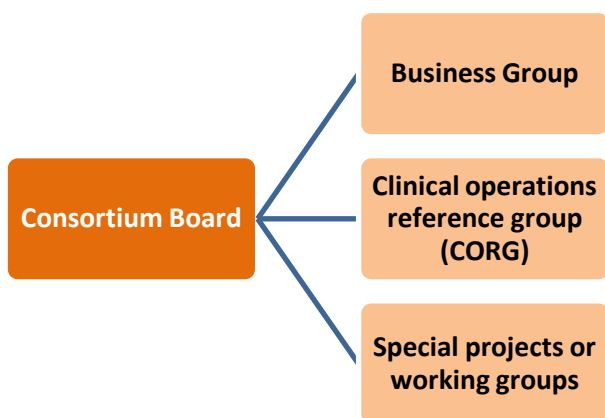 Business Group
Consortium Board
Clinical operations
reference group
(CORG)
Special projects or
working groups